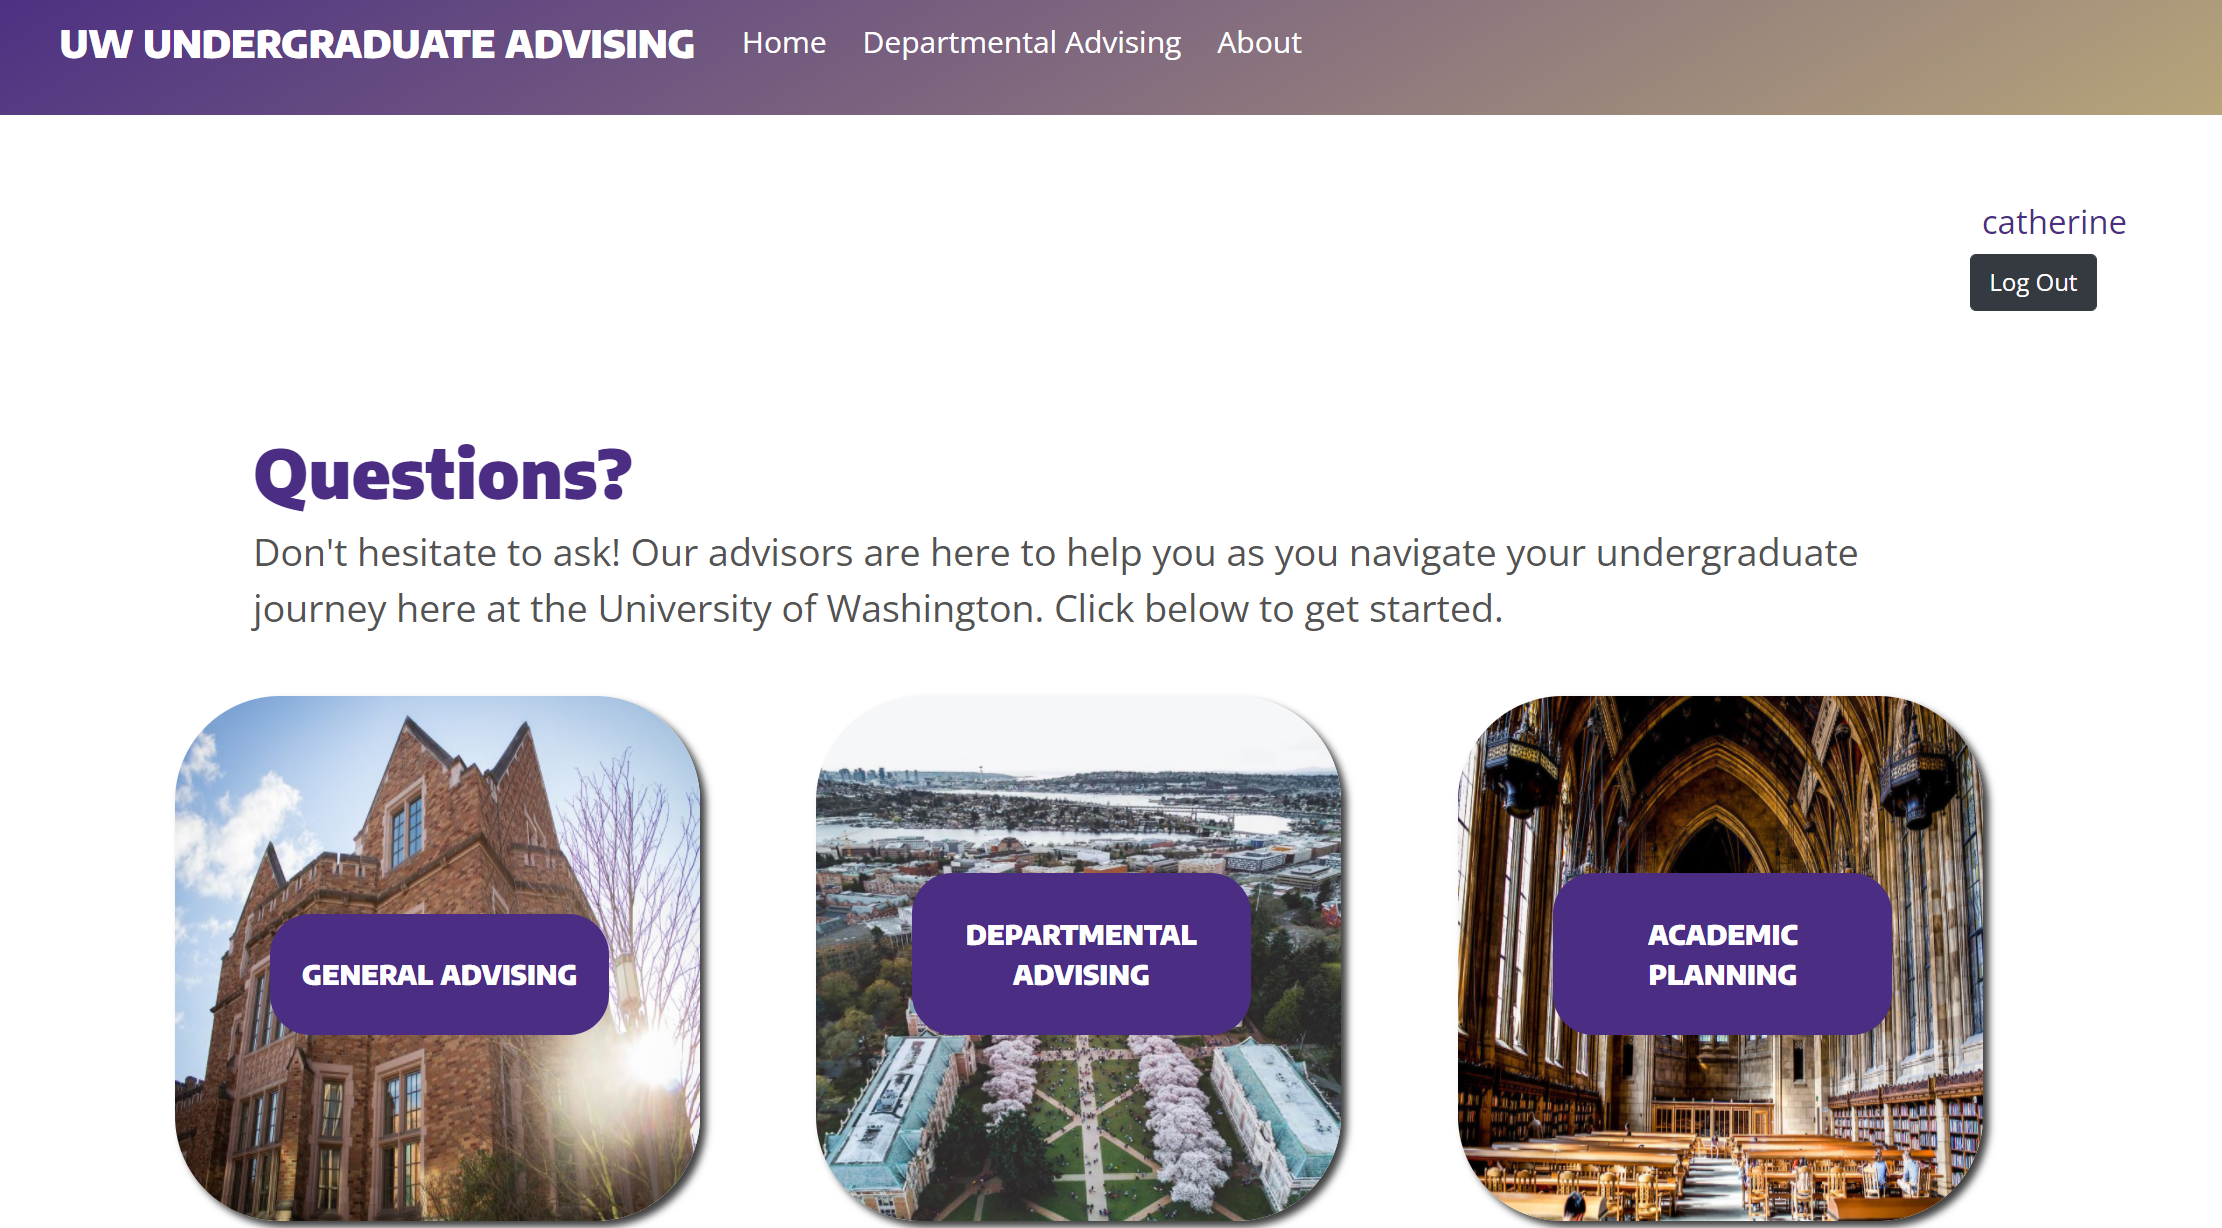 UW UNDERGRADUATE ADVISING Home Departmental Advising About
catherine
Log Out
Questions?
Don't hesitate to ask! Our advisors are here to help you as you navigate your undergraduate
journey here at the University of Washington. Click below to get started.
GENERAL ADVISING
DEPARTMENTAL
ADVISING
ACADEMIC
PLANNING